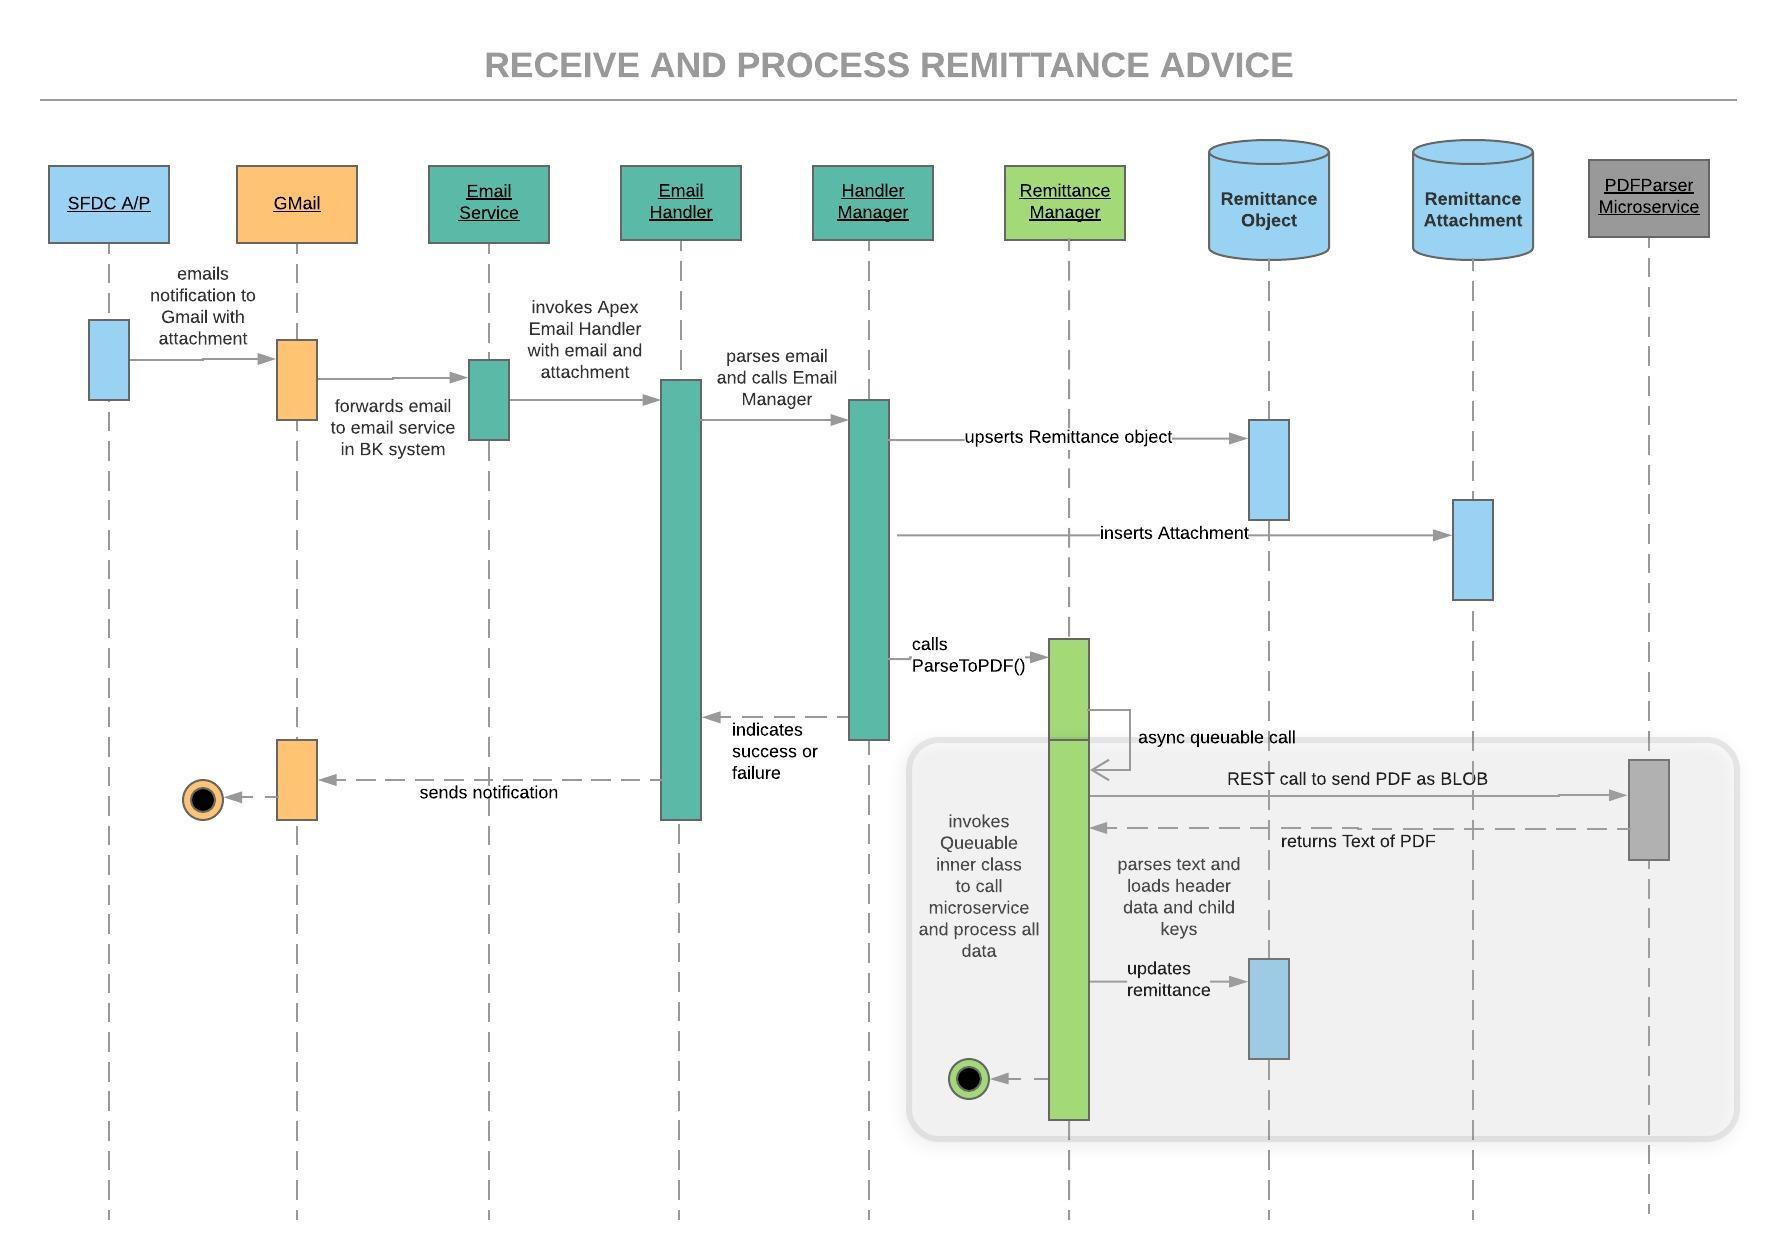 RECEIVE AND PROCESS REMITTANCE ADVICE
SFDC A/P
GMail
Email
Service
Email
Handler
Handler
Manager
Remittance
Manager
Remittance
Object
Remittance
Attachment
PDFParser
Microservice
emails
notification to
Gmail with
attachment
forwards email
to email service
in BK system
invokes Apex
Email Handler
with email and
attachment
parses email
and calls Email
Manager
upserts Remittance object
inserts Attachment
calls
ParseToPDF()
indicates
success or
failure
sends notification
async queuable call
REST call to send PDF as BLOB
returns Text of PDF
invokes
Queuable
inner class
to call
microservice
and process all
data
parses text and
loads header
data and child
keys
updates
remittance